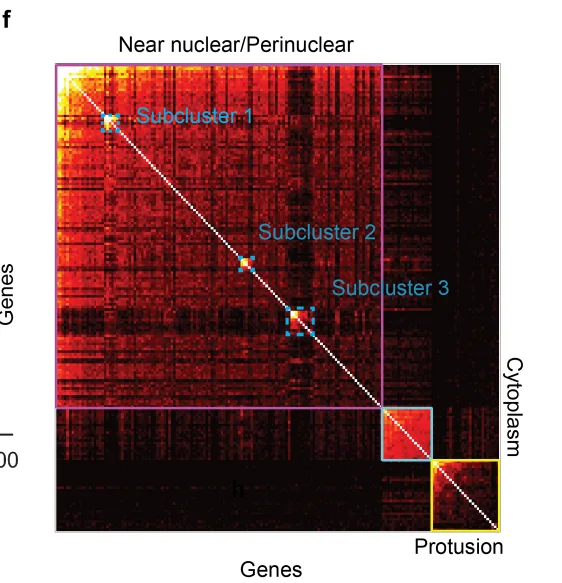 f
Near nuclear/Perinuclear
Subcluster 1
Subcluster 2
Subcluster 3
Genes
Cytoplasm
00
h
Protusion
Genes